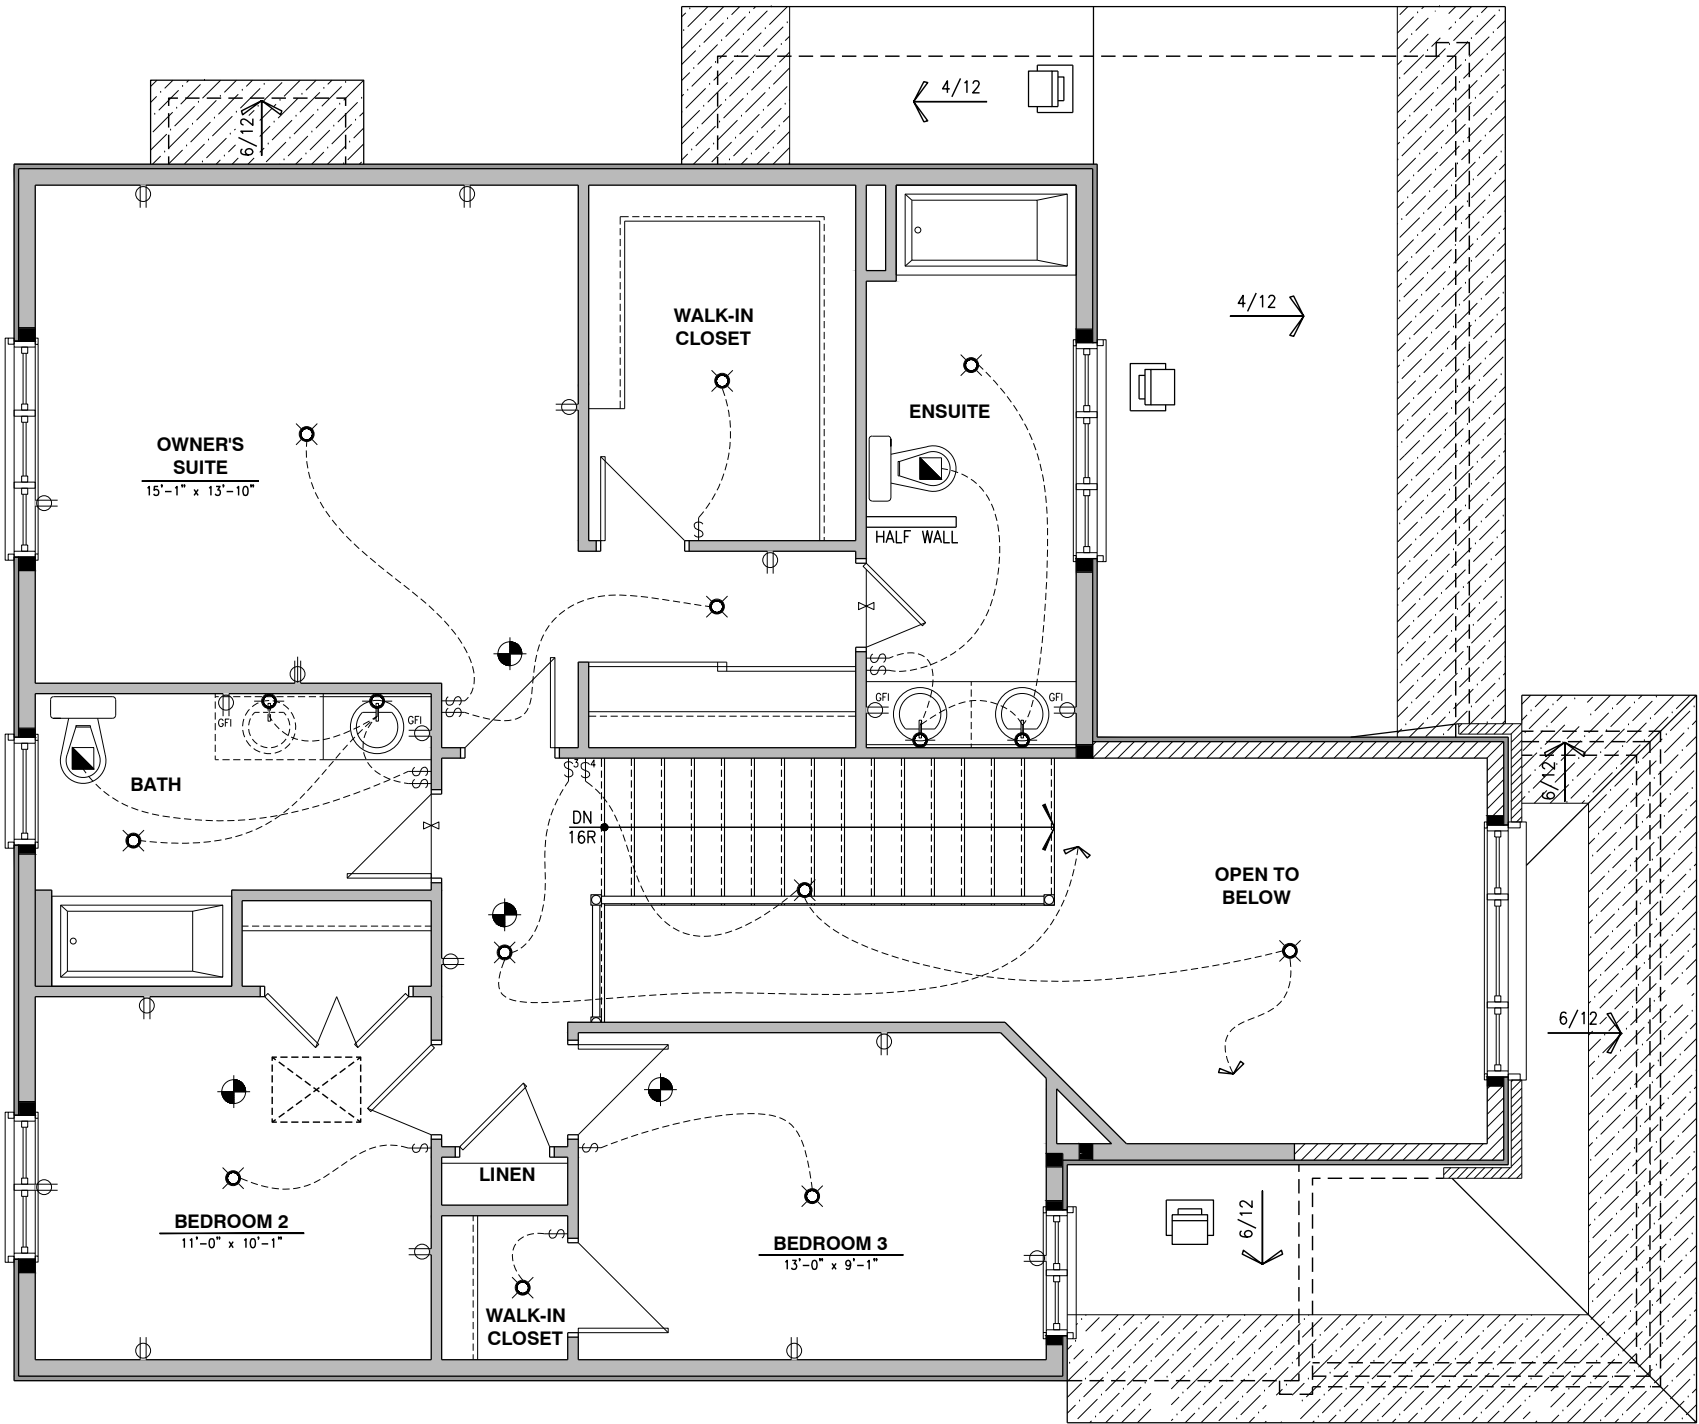 4/12
6/12
4/12
WALK-IN
CLOSET
ENSUITE
OWNER'S
SUITE
15'-1" x 13'-10"
S
HALF WALL
S
S
GFI
GFI
S
S
GFI
GFI
S
S
S3 S4
BATH
6/12
DN
16R
OPEN TO
BELOW
6/12
S
S
LINEN
BEDROOM 2
11'-0" x 10'-1"
S
6/12
BEDROOM 3
13'-0" x 9'-1"
WALK-IN
CLOSET